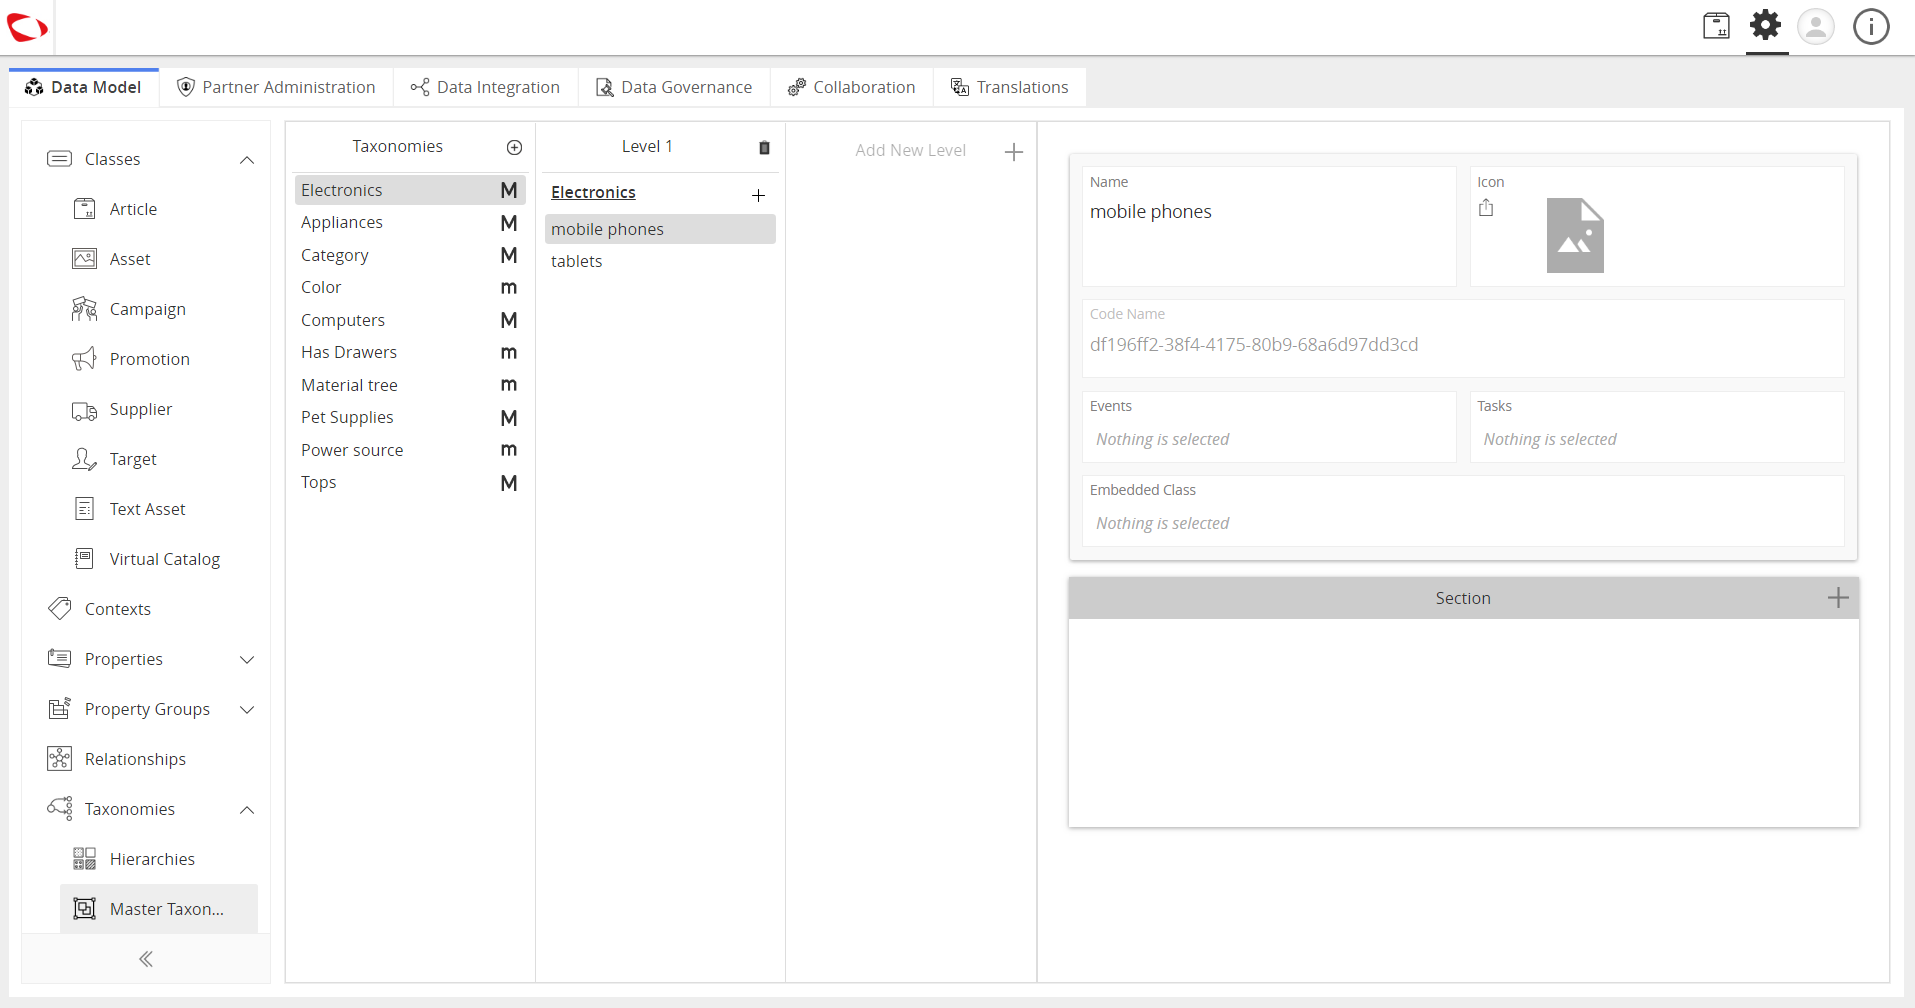 Data Model
Partner Administration
Data Integration
Data Governance
Collaboration
Translations
Classes
Article
Asset
Campaign
Promotion
Supplier
Target
Text Asset
Virtual Catalog
Contexts
Properties
Property Groups
Relationships
Taxonomies
Hierarchies
Master Taxon...
Taxonomies
Electronics M
Appliances M
Category M
Color m
Computers M
Has Drawers m
Material tree m
Pet Supplies M
Power source m
Tops M
Level 1
Electronics
mobile phones
tablets
Add New Level
Name
mobile phones
Icon
Code Name
df196ff2-38f4-4175-80b9-68a6d97dd3cd
Events
Nothing is selected
Tasks
Nothing is selected
Embedded Class
Nothing is selected
Section